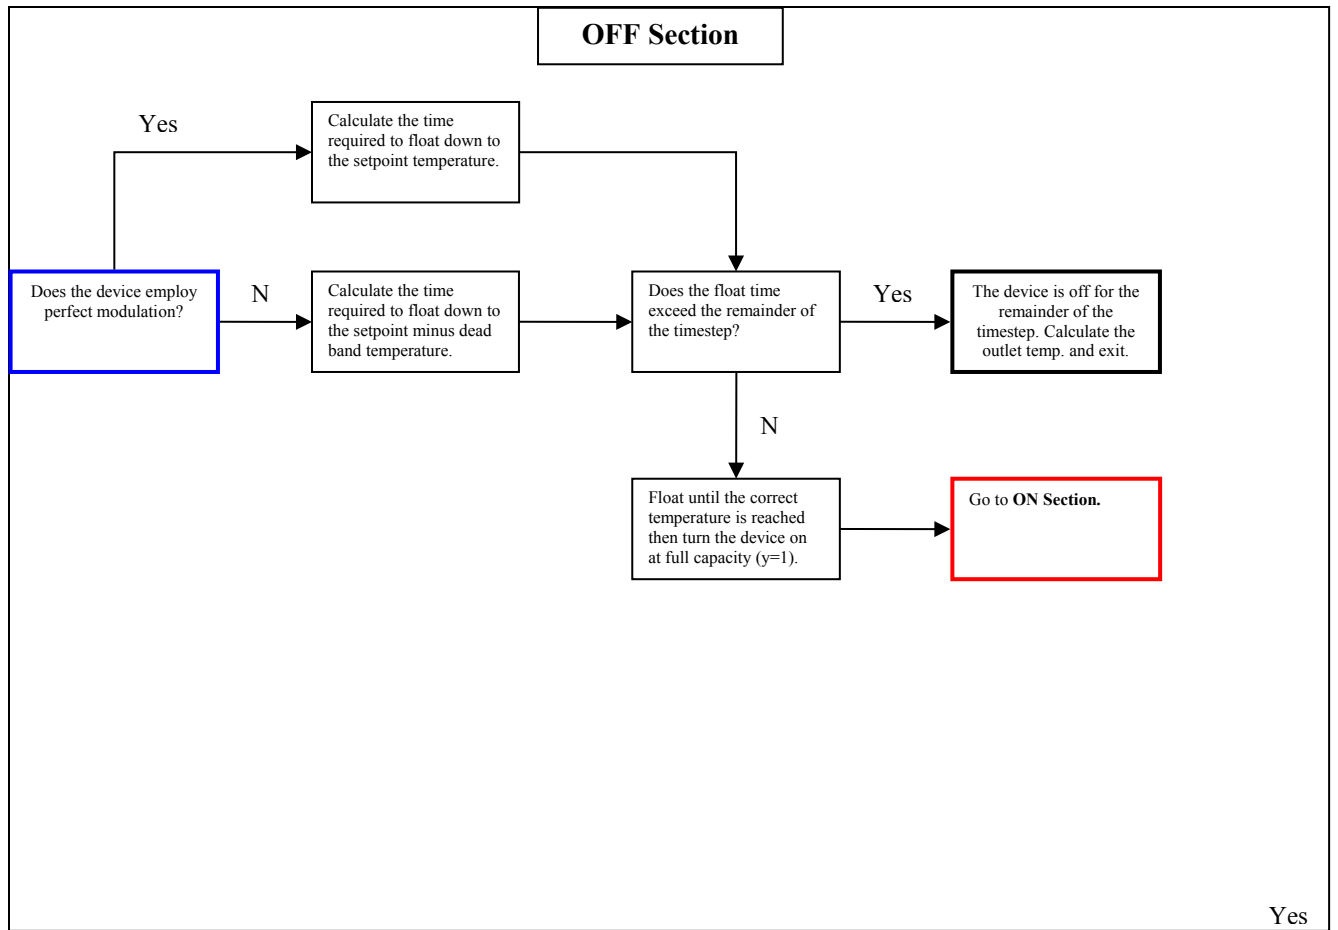 OFF Section
Yes
Calculate the time
required to float down to
the setpoint temperature.
Does the device employ
perfect modulation?
N
Calculate the time
required to float down to
the setpoint minus dead
band temperature.
Does the float time
exceed the remainder of
the timestep?
Yes
The device is off for the
remainder of the
timestep. Calculate the
outlet temp. and exit.
N
Float until the correct
temperature is reached
then turn the device on
at full capacity (y=1).
Go to ON Section.
Yes